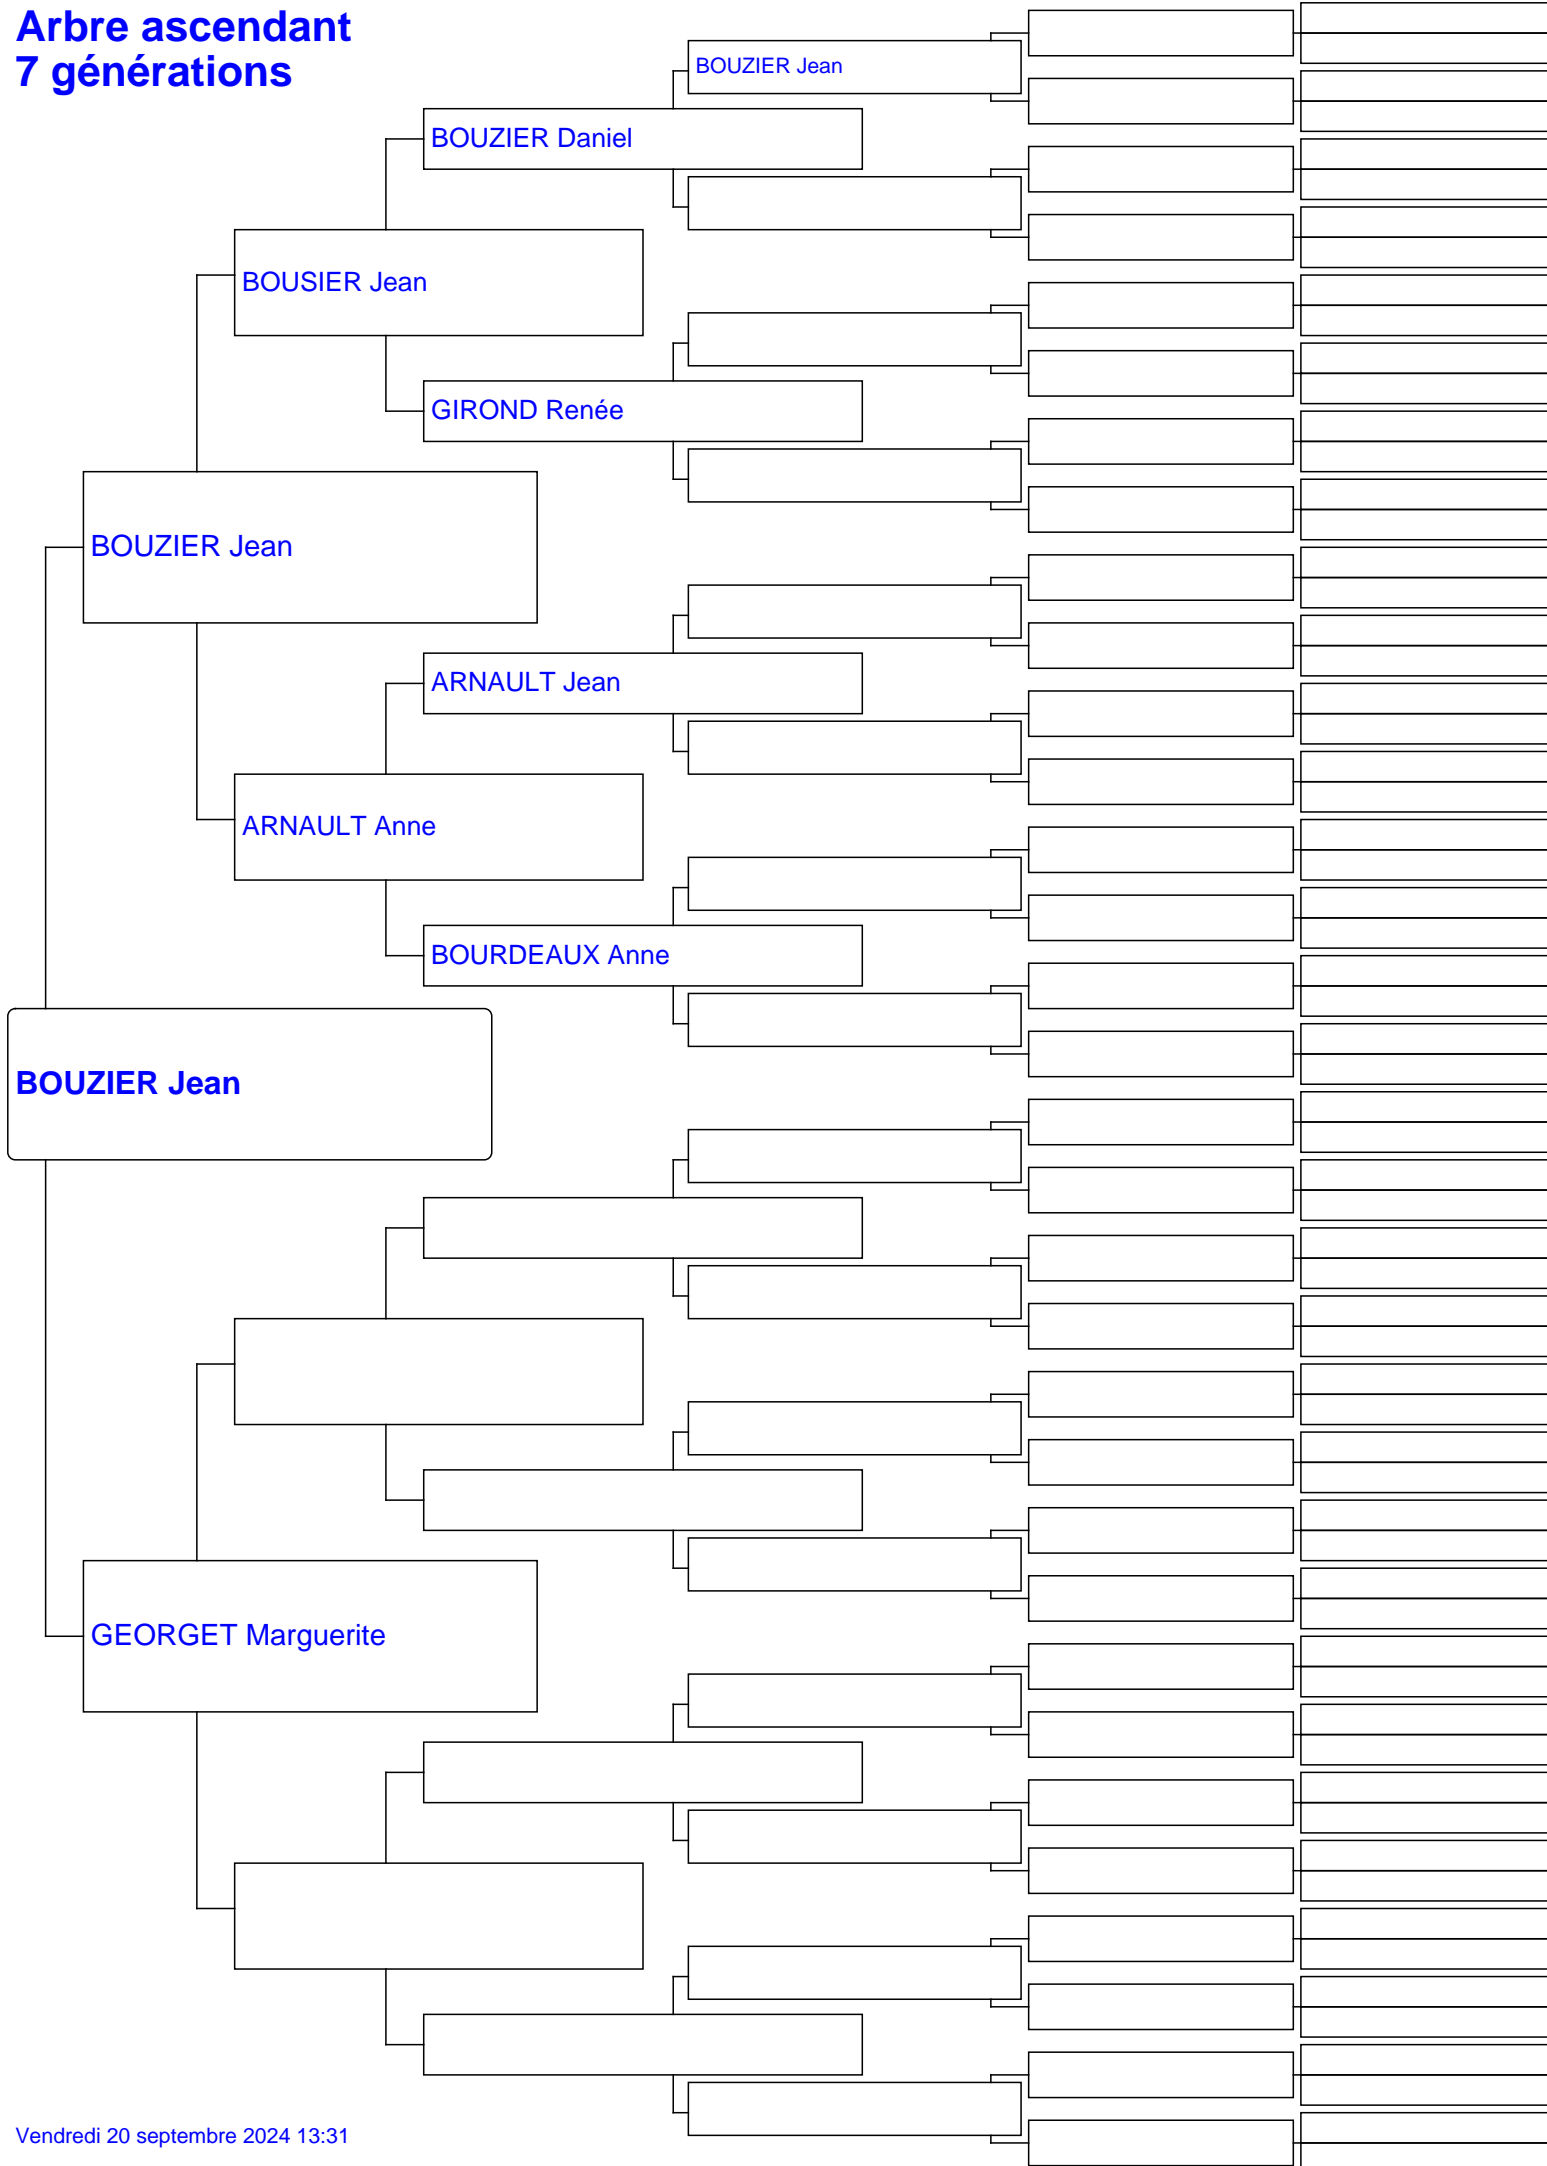 Arbre ascendant
7 générations
BOUZIER Jean
BOUZIER Daniel
BOUSIER Jean
GIROND Renée
BOUZIER Jean
ARNAULT Jean
ARNAULT Anne
BOURDEAUX Anne
BOUZIER Jean
GEORGET Marguerite
Vendredi 20 septembre 2024 13:31